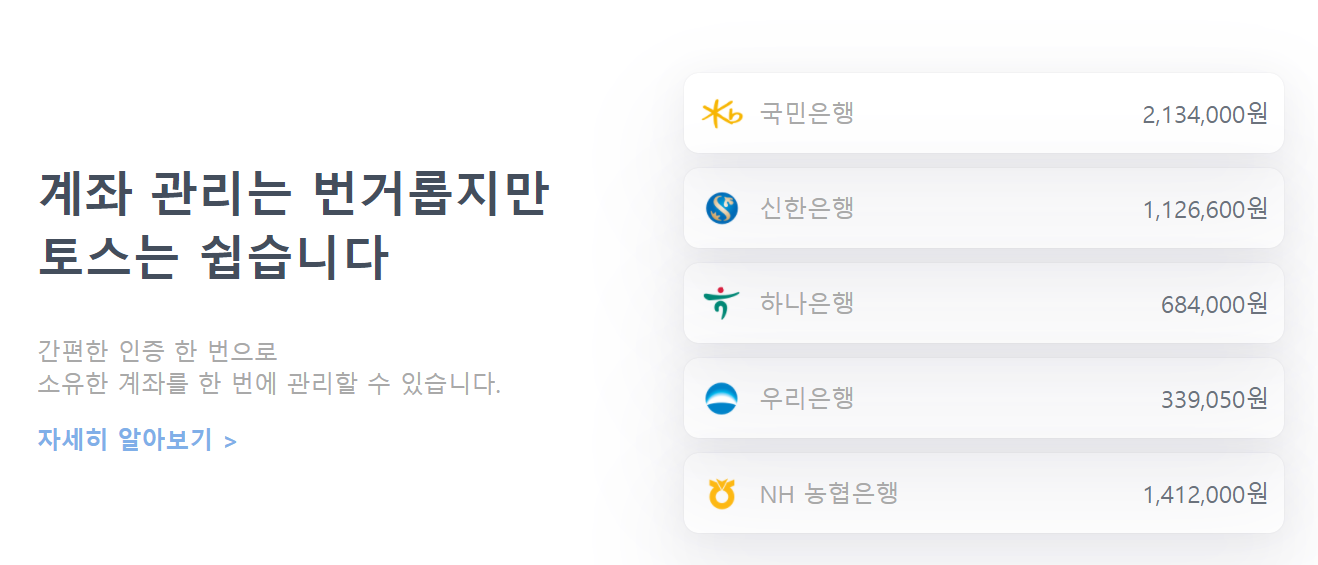 계좌 관리는 번거롭지만
토스는 쉽습니다
간편한 인증 한 번으로
소유한 계좌를 한 번에 관리할 수 있습니다.
자세히 알아보기 >
국민은행 2,134,000원
신한은행 1,126,600원
하나은행 684,000원
우리은행 339,050원
NH 농협은행 1,412,000원